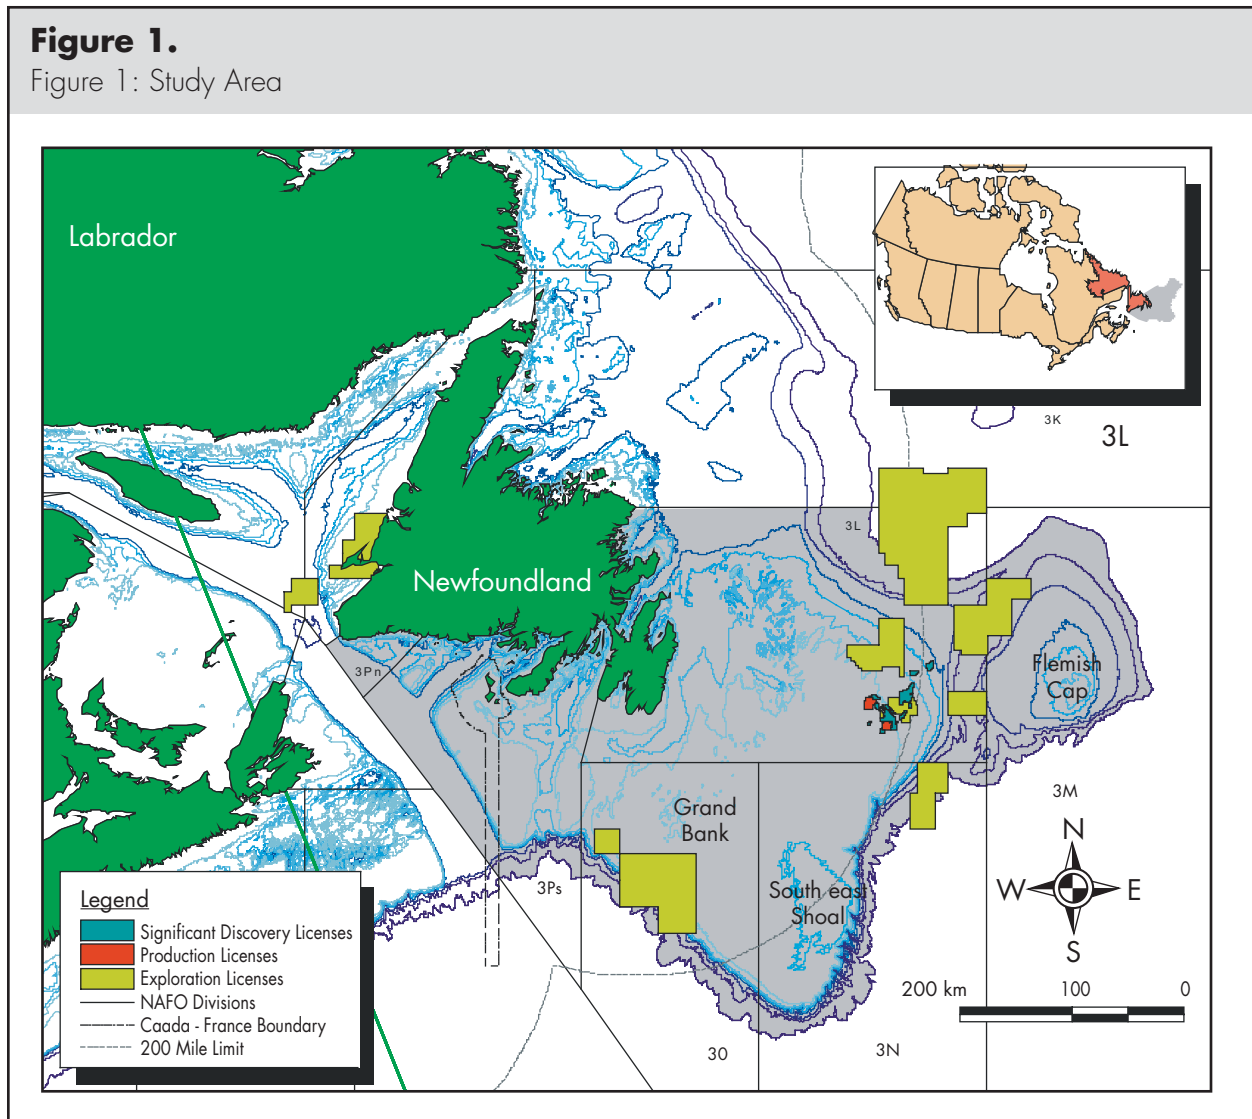 Figure 1.
Figure 1: Study Area
Labrador
3K
3L
3L
Newfoundland
Flemish
Cap
3Pn
3M
Grand
Bank
N
W
E
S
South east
Shoal
3Ps
Legend
Significant Discovery Licenses
Production Licenses
Exploration Licenses
NAFO Divisions
Caada - France Boundary
200 Mile Limit
200 km
100
0
30
3N